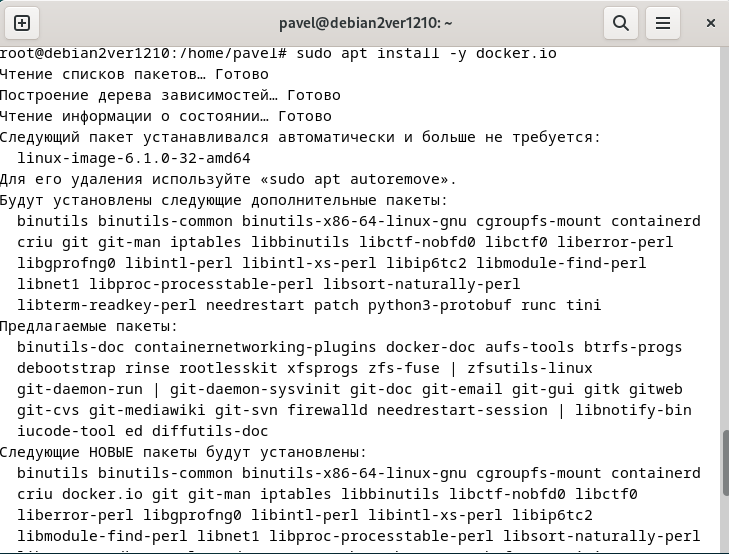 pavel@debian2ver1210: ~
root@debian2ver1210:/home/pavel# sudo apt install -y docker.io
Чтение списков пакетов… Готово
Построение дерева зависимостей… Готово
Чтение информации о состоянии… Готово
Следующий пакет устанавливался автоматически и больше не требуется:
linux-image-6.1.0-32-amd64
Для его удаления используйте «sudo apt autoremove».
Будут установлены следующие дополнительные пакеты:
binutils binutils-common binutils-x86-64-linux-gnu cgroupfs-mount containerd
criu git git-man iptables libbinutils libctf-nobfd0 libctf0 liberror-perl
libgprofng0 libintl-perl libintl-xs-perl libip6tc2 libmodule-find-perl
libnet1 libproc-processtable-perl libsort-naturally-perl
libterm-readkey-perl needrestart patch python3-protobuf runc tini
Предлагаемые пакеты:
binutils-doc containernetworking-plugins docker-doc aufs-tools btrfs-progs
debootstrap rinse rootlesskit xfsprogs zfs-fuse | zfsutils-linux
git-daemon-run | git-daemon-sysvinit git-doc git-email git-gui gitk gitweb
git-cvs git-mediawiki git-svn firewalld needrestart-session | libnotify-bin
iucode-tool ed diffutils-doc
Следующие НОВЫЕ пакеты будут установлены:
binutils binutils-common binutils-x86-64-linux-gnu cgroupfs-mount containerd
criu docker.io git git-man iptables libbinutils libctf-nobfd0 libctf0
liberror-perl libgprofng0 libintl-perl libintl-xs-perl libip6tc2
libmodule-find-perl libnet1 libproc-processtable-perl libsort-naturally-perl